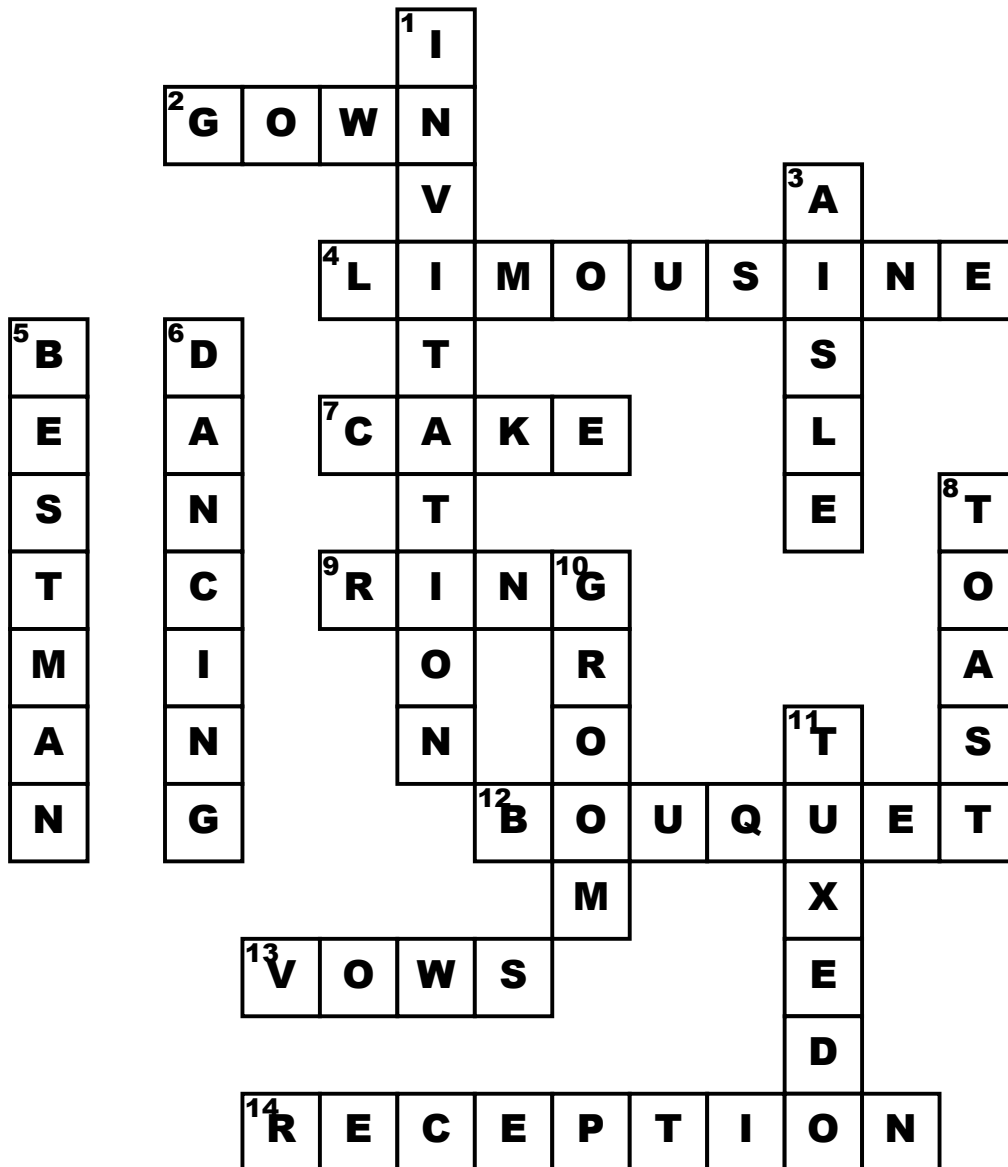 1 I
2 G O W N
V 3 A
4 L I M O U S I N E
5 B 6 D T S
E A 7 C A K E L
S N T E 8 T
T C 9 R I N 10 G O
M I O R A
A N N O 11 T S
N G 12 B O U Q U E T
M X
13 V O W S E
D
14 R E C E P T I O N